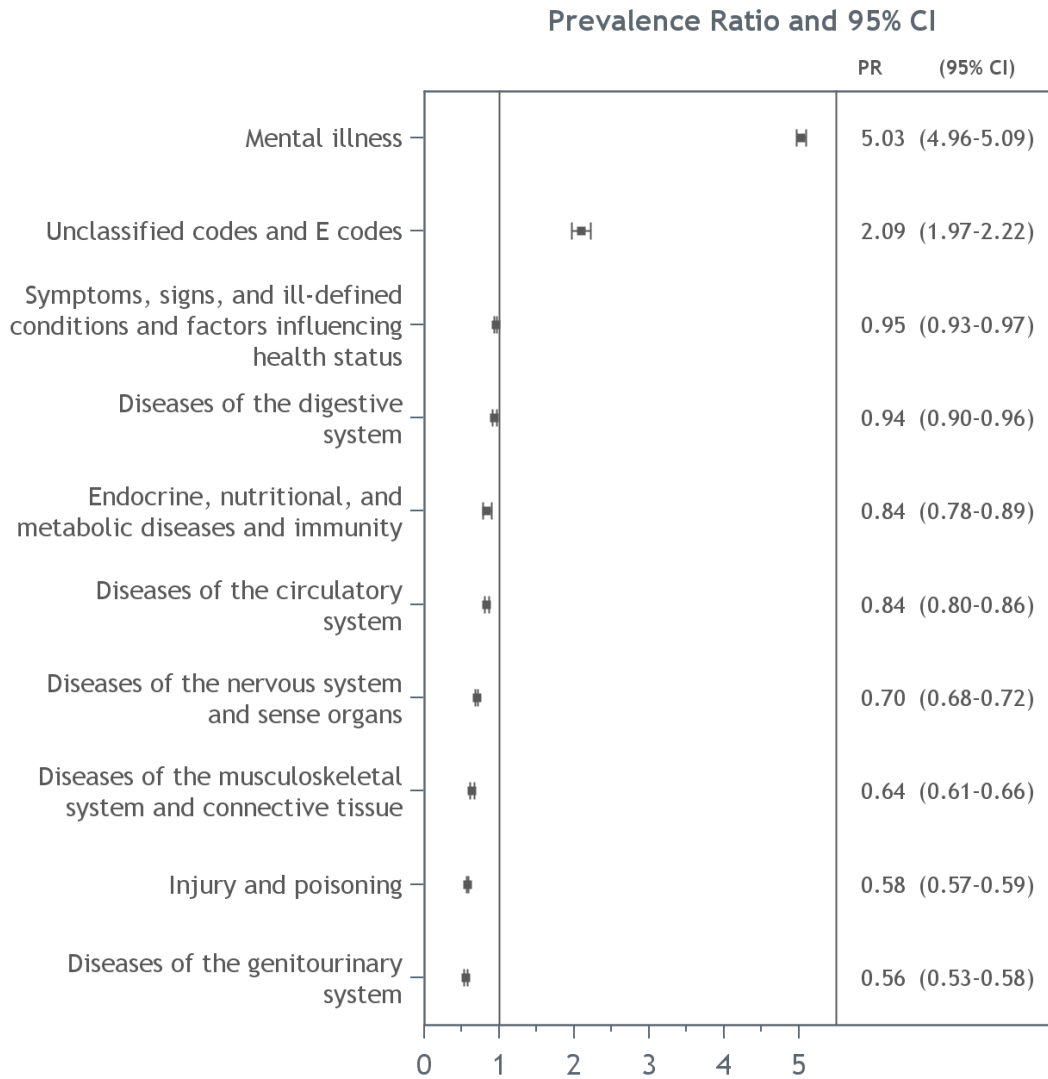 Prevalence Ratio and 95% CI
PR (95% CI)
Mental illness 5.03 (4.96-5.09)
Unclassified codes and E codes 2.09 (1.97-2.22)
Symptoms, signs, and ill-defined
conditions and factors influencing 0.95 (0.93-0.97)
health status
Diseases of the digestive
system
0.94 (0.90-0.96)
Endocrine, nutritional, and
metabolic diseases and immunity
0.84 (0.78-0.89)
Diseases of the circulatory
system
0.84 (0.80-0.86)
Diseases of the nervous system
and sense organs
0.70 (0.68-0.72)
Diseases of the musculoskeletal
system and connective tissue
0.64 (0.61-0.66)
Injury and poisoning 0.58 (0.57-0.59)
Diseases of the genitourinary
system
0.56 (0.53-0.58)
0 1 2 3 4 5